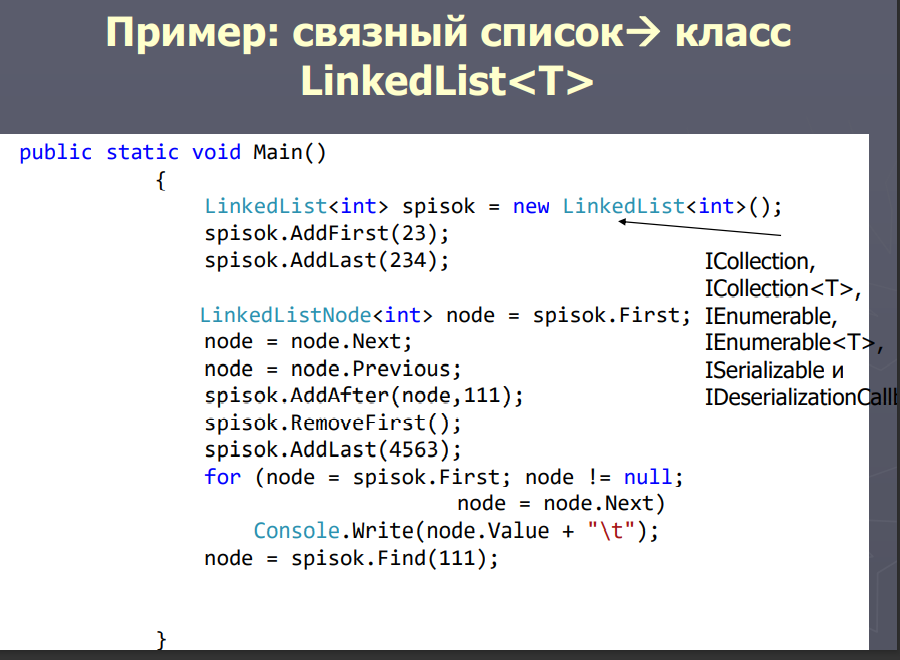 Пример: связный список→ класс
LinkedList<T>
public static void Main()
{
LinkedList<int> spisok = new LinkedList<int>();
spisok.AddFirst(23);
spisok.AddLast(234);
LinkedListNode<int> node = spisok.First;
node = node.Next;
node = node.Previous;
spisok.AddAfter(node,111);
spisok.RemoveFirst();
spisok.AddLast(4563);
for (node = spisok.First; node != null;
node = node.Next)
Console.Write(node.Value + "\t");
node = spisok.Find(111);
}
ICollection,
ICollection<T>,
IEnumerable,
IEnumerable<T>,
ISerializable и